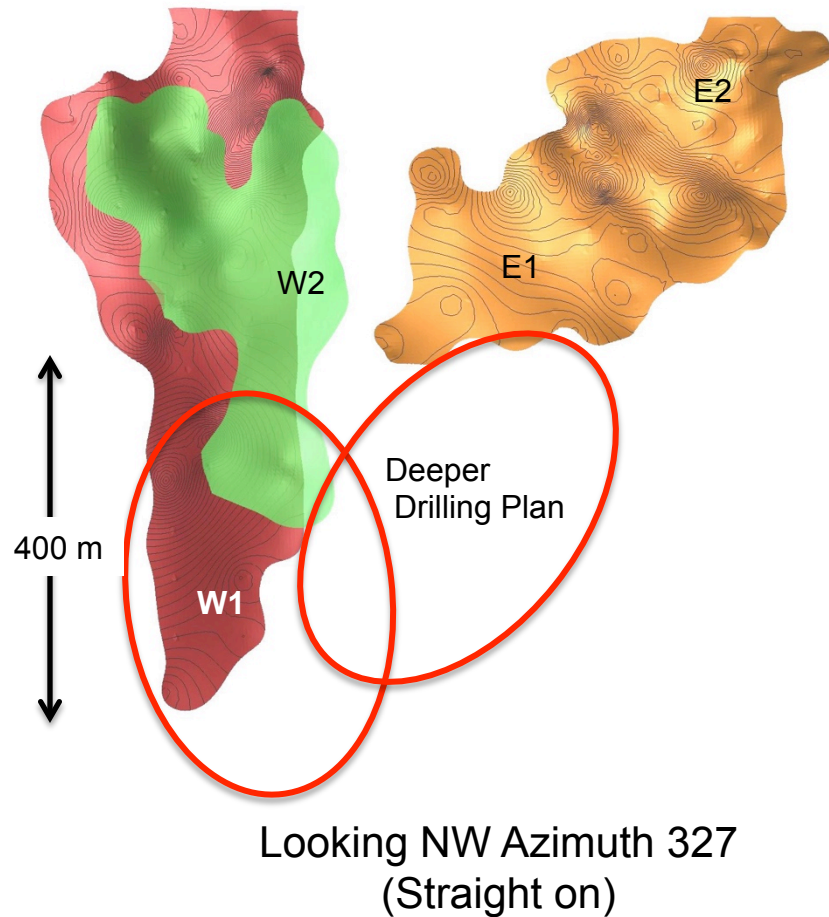 E2
E1
W2
Deeper
Drilling Plan
400 m
W1
Looking NW Azimuth 327
(Straight on)